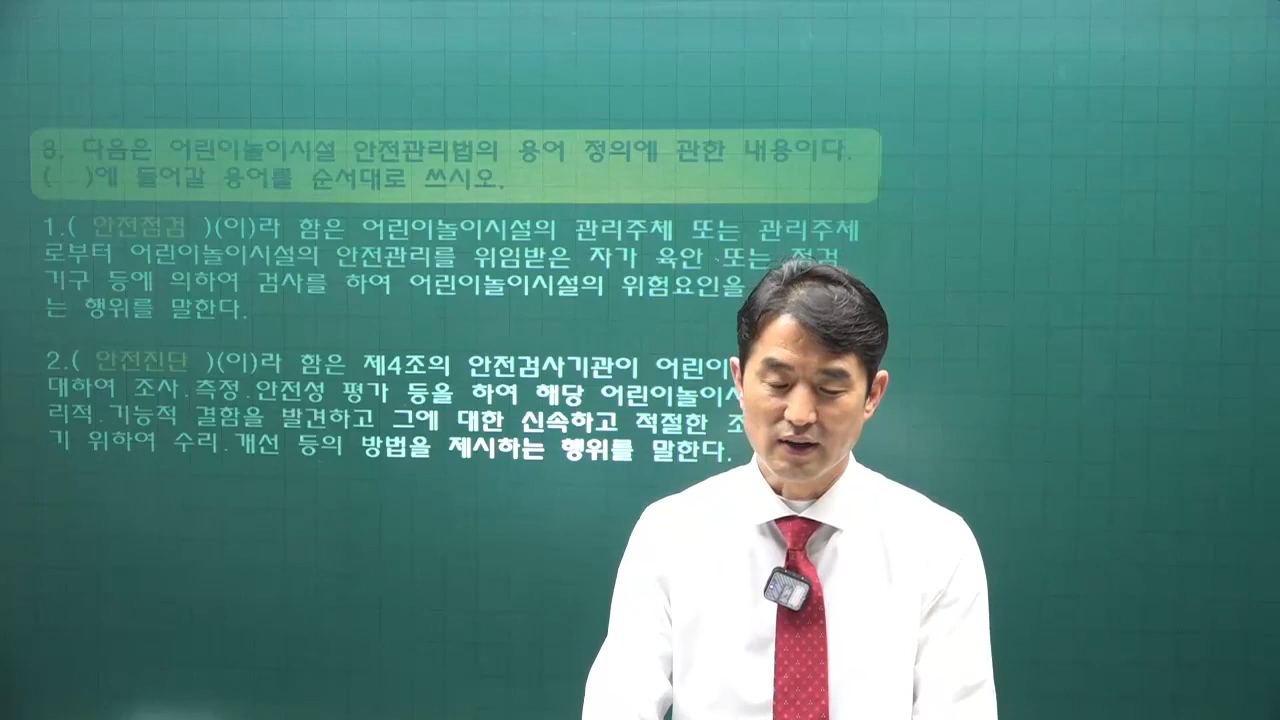 8. 다음은 어린이놀이시설 안전관리법의 용어 정의에 관한 내용이다.
( )에 들어갈 용어를 순서대로 쓰시오.
1.( 안전점검 )(이)라 함은 어린이놀이시설의 관리주체 또는 관리주체
로부터 어린이놀이시설의 안전관리를 위임받은 자가 육안 또는 점검
기구 등에 의하여 검사를 하여 어린이놀이시설의 위험요인을
는 행위를 말한다.
2.( 안전진단 )(이)라 함은 제4조의 안전검사기관이 어린이
대하여 조사.측정.안전성 평가 등을 하여 해당 어린이놀이시
리적.기능적 결함을 발견하고 그에 대한 신속하고 적절한 조
기 위하여 수리.개선 등의 방법을 제시하는 행위를 말한다.